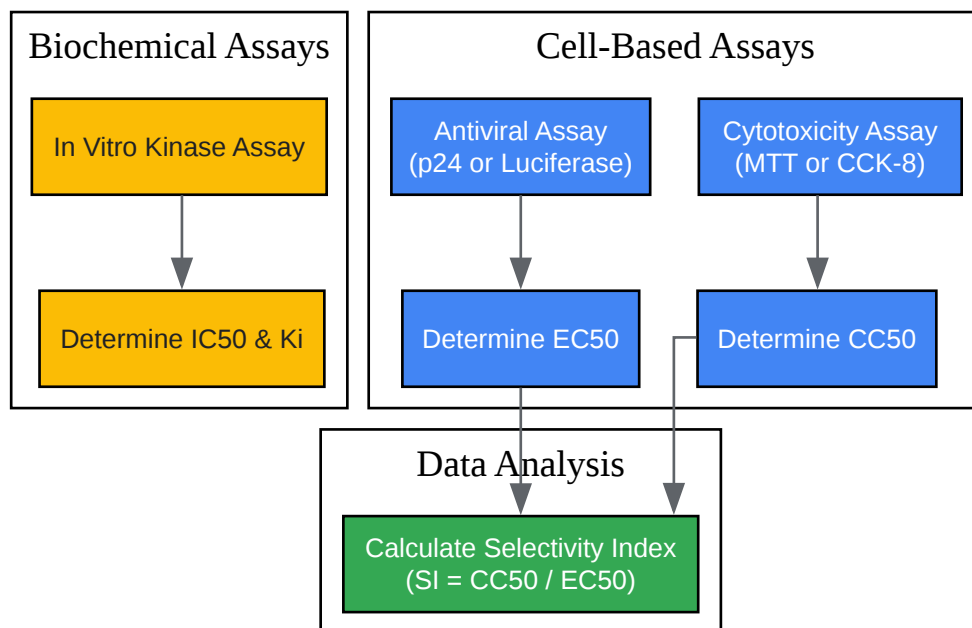 Biochemical Assays
In Vitro Kinase Assay
Determine IC50 & Ki
Cell-Based Assays
Antiviral Assay
(p24 or Luciferase)
Cytotoxicity Assay
(MTT or CCK-8)
Determine EC50
Determine CC50
Data Analysis
Calculate Selectivity Index
(SI = CC50 / EC50)